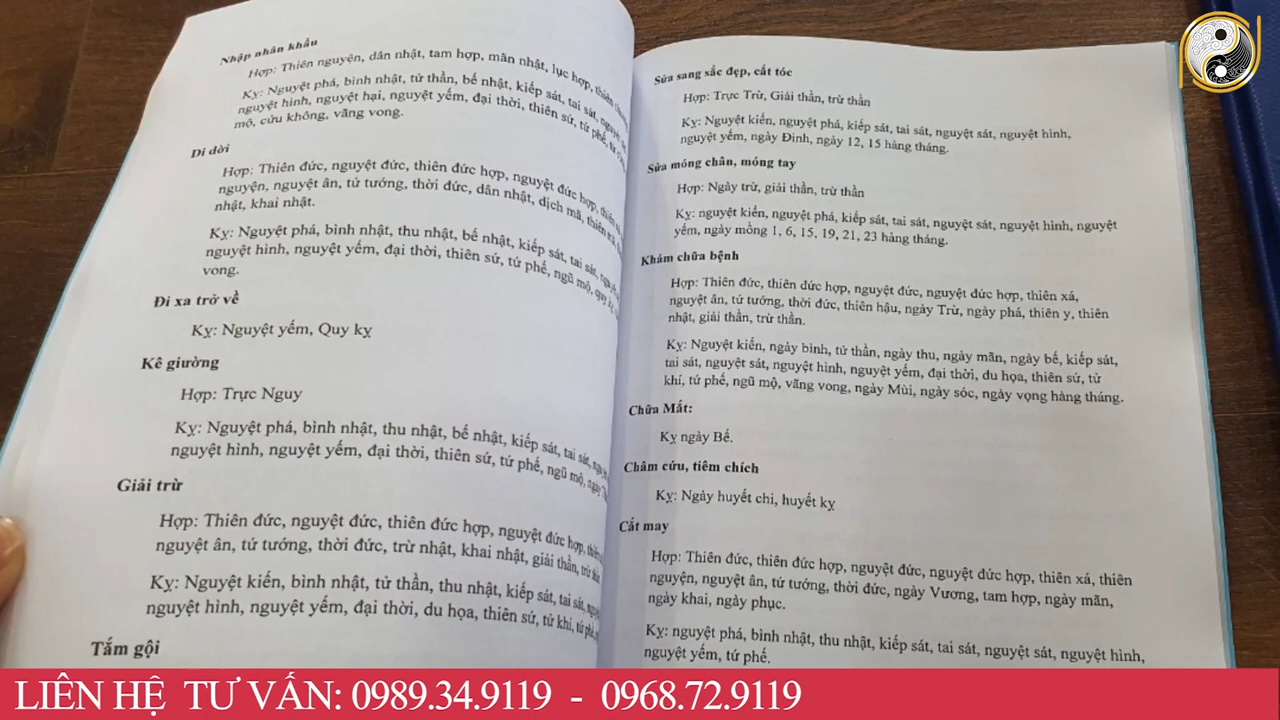 Nhập nhân khẩu
Hợp: Thiên nguyện, dân nhật, tam hợp, mãn nhật, lục hợp, thiên
Kỵ: Nguyệt phá, bình nhật, tử thần, bế nhật, kiếp sát, tai sát,
nguyệt hình, nguyệt hại, nguyệt yếm, đại thời, thiên sứ, tứ phế,
mộ, cửu không, vãng vong.
Di dời
Hợp: Thiên đức, nguyệt đức, thiên đức hợp, nguyệt đức hợp,
nguyện, nguyệt ân, tứ tướng, thời đức, dân nhật, dịch mã,
nhật, khai nhật.
Kỵ: Nguyệt phá, bình nhật, thu nhật, bế nhật, kiếp sát, tai sát,
nguyệt hình, nguyệt yếm, đại thời, thiên sứ, tứ phế, ngũ mộ,
vong.
Đi xa trở về
Kỵ: Nguyệt yếm, Quy kỵ
Kê giường
Hợp: Trực Nguy
Kỵ: Nguyệt phá, bình nhật, thu nhật, bế nhật, kiếp sát, tai sát,
nguyệt hình, nguyệt yếm, đại thời, thiên sứ, tứ phế, ngũ mộ, ngày
Giải trừ
Hợp: Thiên đức, nguyệt đức, thiên đức hợp, nguyệt đức hợp,
nguyệt ân, tứ tướng, thời đức, trừ nhật, khai nhật, giải thần, trừ
Kỵ: Nguyệt kiến, bình nhật, tử thần, thu nhật, kiếp sát, tai sát,
nguyệt hình, nguyệt yếm, đại thời, du họa, thiên sứ, tử khí, tứ phế,
Tắm gội
Sửa sang sắc đẹp, cắt tóc
Hợp: Trực Trừ, Giải thần, trừ thần
Kỵ: Nguyệt kiến, nguyệt phá, kiếp sát, tai sát, nguyệt sát, nguyệt hình,
nguyệt yếm, ngày Đinh, ngày 12, 15 hàng tháng.
Sửa móng chân, móng tay
Hợp: Ngày trừ, giải thần, trừ thần
Kỵ: nguyệt kiến, nguyệt phá, kiếp sát, tai sát, nguyệt sát, nguyệt hình, nguyệt
yếm, ngày mồng 1, 6, 15, 19, 21, 23 hàng tháng.
Khám chữa bệnh
Hợp: Thiên đức, thiên đức hợp, nguyệt đức, nguyệt đức hợp, thiên xá,
nguyệt ân, tứ tướng, thời đức, thiên hậu, ngày Trừ, ngày phá, thiên y, thiên
nhật, giải thần, trừ thần.
Kỵ: Nguyệt kiến, ngày bình, tử thần, ngày thu, ngày mãn, ngày bế, kiếp sát,
tai sát, nguyệt sát, nguyệt hình, nguyệt yếm, đại thời, du họa, thiên sứ, tử
khí, tứ phế, ngũ mộ, vãng vong, ngày Mùi, ngày sóc, ngày vọng hàng tháng.
Chữa Mắt:
Kỵ ngày Bế.
Châm cứu, tiêm chích
Kỵ: Ngày huyết chi, huyết kỵ
Cắt may
Hợp: Thiên đức, thiên đức hợp, nguyệt đức, nguyệt đức hợp, thiên xá, thiên
nguyện, nguyệt ân, tứ tướng, thời đức, ngày Vương, tam hợp, ngày mãn,
ngày khai, ngày phục.
Kỵ: nguyệt phá, bình nhật, thu nhật, kiếp sát, tai sát, nguyệt sát, nguyệt hình,
nguyệt yếm, tứ phế.
LIÊN HỆ TƯ VẤN: 0989.34.9119 - 0968.72.9119